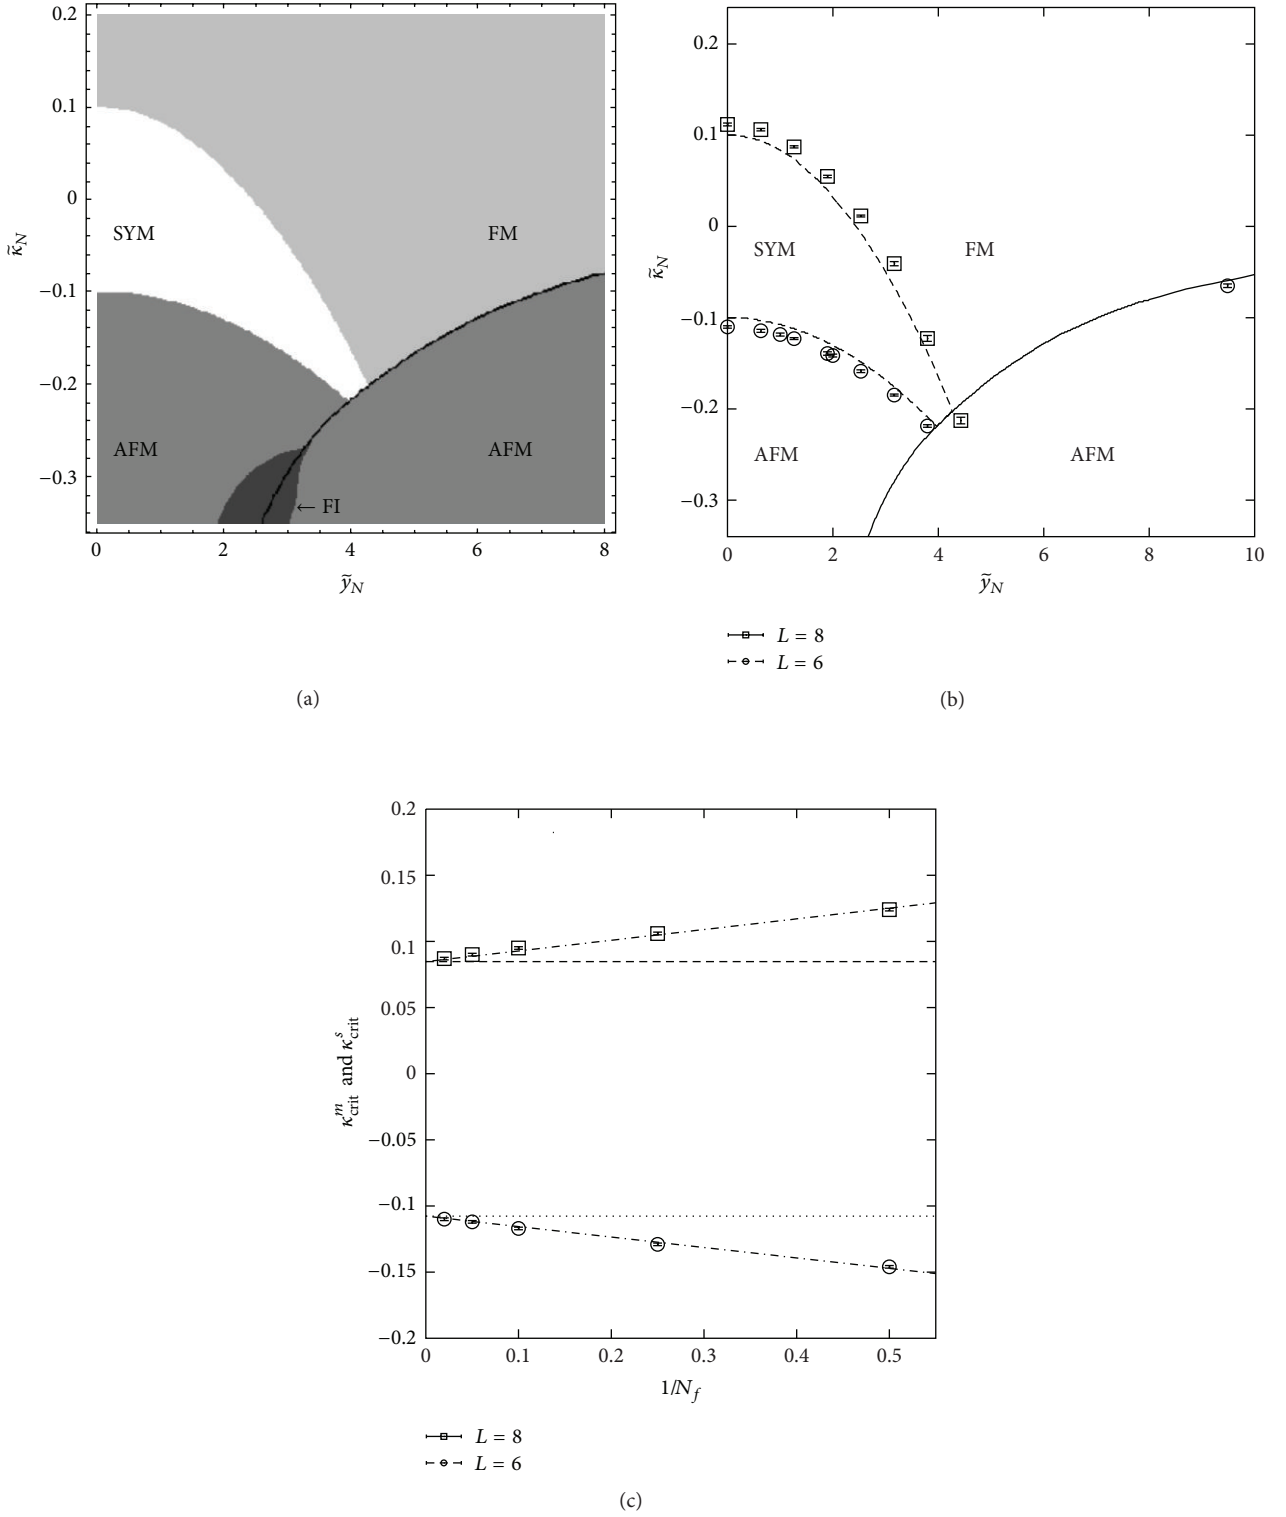 0.2
0.1
0
−0.1
−0.2
−0.3
κ̃N
SYM
FM
AFM
AFM
← FI
0 2 4 6 8
ỹN
(a)
0.2
0.1
0
−0.1
−0.2
−0.3
κ̃N
SYM
FM
AFM
AFM
0 2 4 6 8 10
ỹN
L = 8
L = 6
(b)
0.2
0.15
0.1
0.05
0
−0.05
−0.1
−0.15
−0.2
κ^m_crit and κ^s_crit
0 0.1 0.2 0.3 0.4 0.5
1/Nf
L = 8
L = 6
(c)